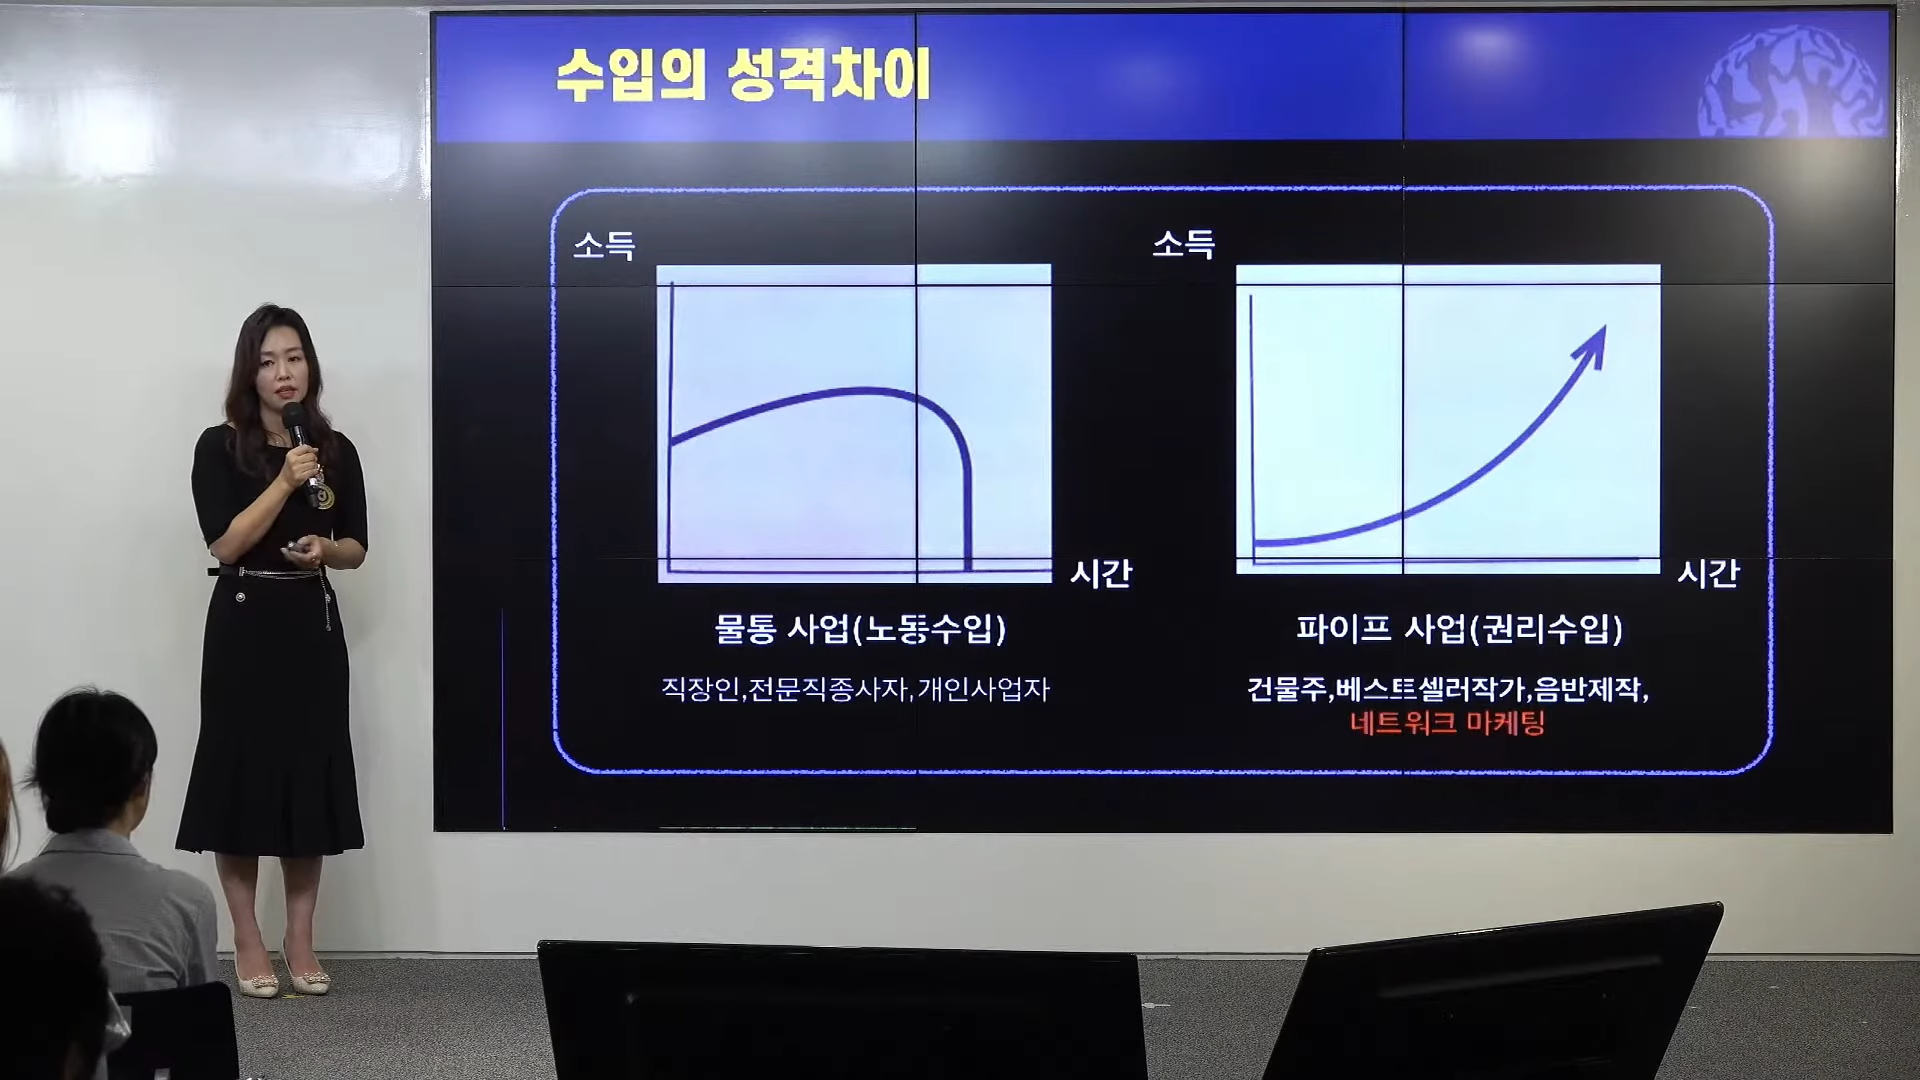 수입의 성격차이
소득
시간
물통 사업(노동수입)
직장인,전문직종사자,개인사업자
소득
시간
파이프 사업(권리수입)
건물주,베스트셀러작가,음반제작,
네트워크 마케팅